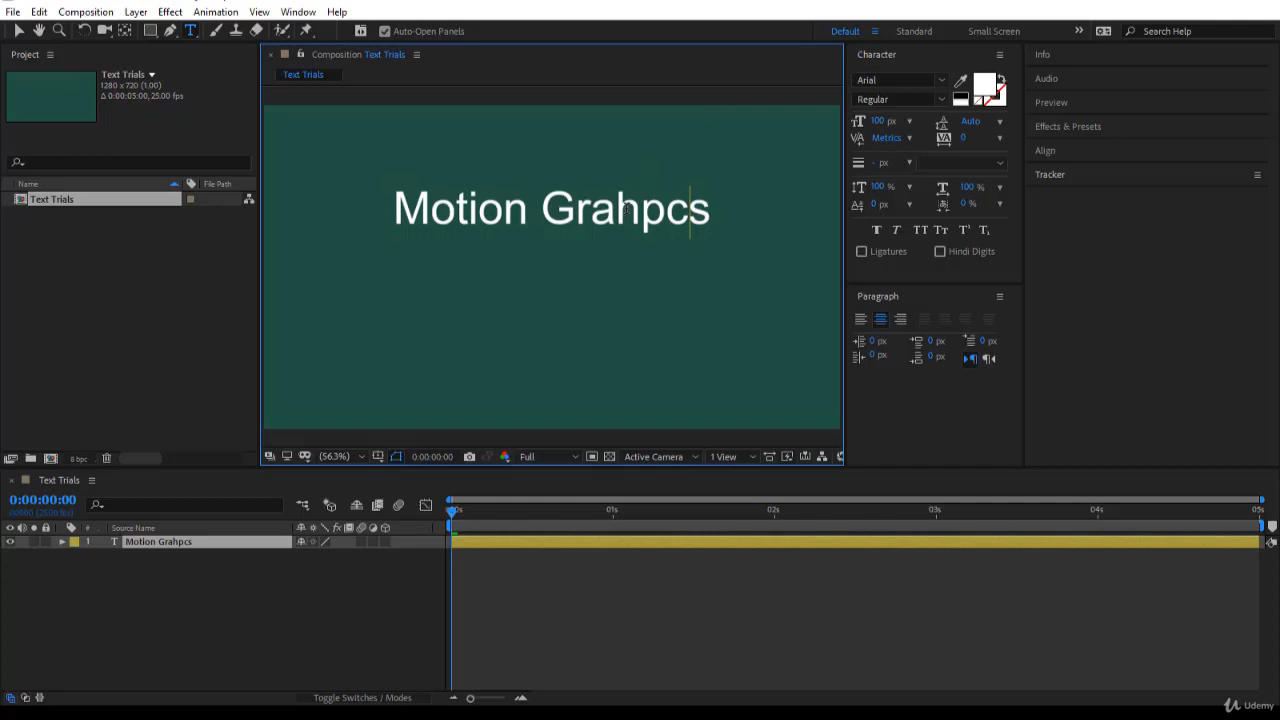 File Edit Composition Layer Effect Animation View Window Help
Auto-Open Panels Default Standard Small Screen Search Help
Project
Text Trials
1280 x 720 (1.00)
Δ 0:00:05:00, 25.00 fps
Name File Path
Text Trials
8 bpc
Composition Text Trials
Text Trials
Motion Grahpcs
(56.3%) 0:00:00:00 Full Active Camera 1 View
Character
Arial
Regular
100 px Auto
Metrics 0
- px
100 % 100 %
0 px 0 %
Ligatures Hindi Digits
Paragraph
0 px 0 px 0 px
0 px 0 px
Info
Audio
Preview
Effects & Presets
Align
Tracker
Text Trials
0:00:00:00
00000 (25.00 fps)
# Source Name
1 T Motion Grahpcs
01s 02s 03s 04s 05s
Toggle Switches / Modes
Udemy